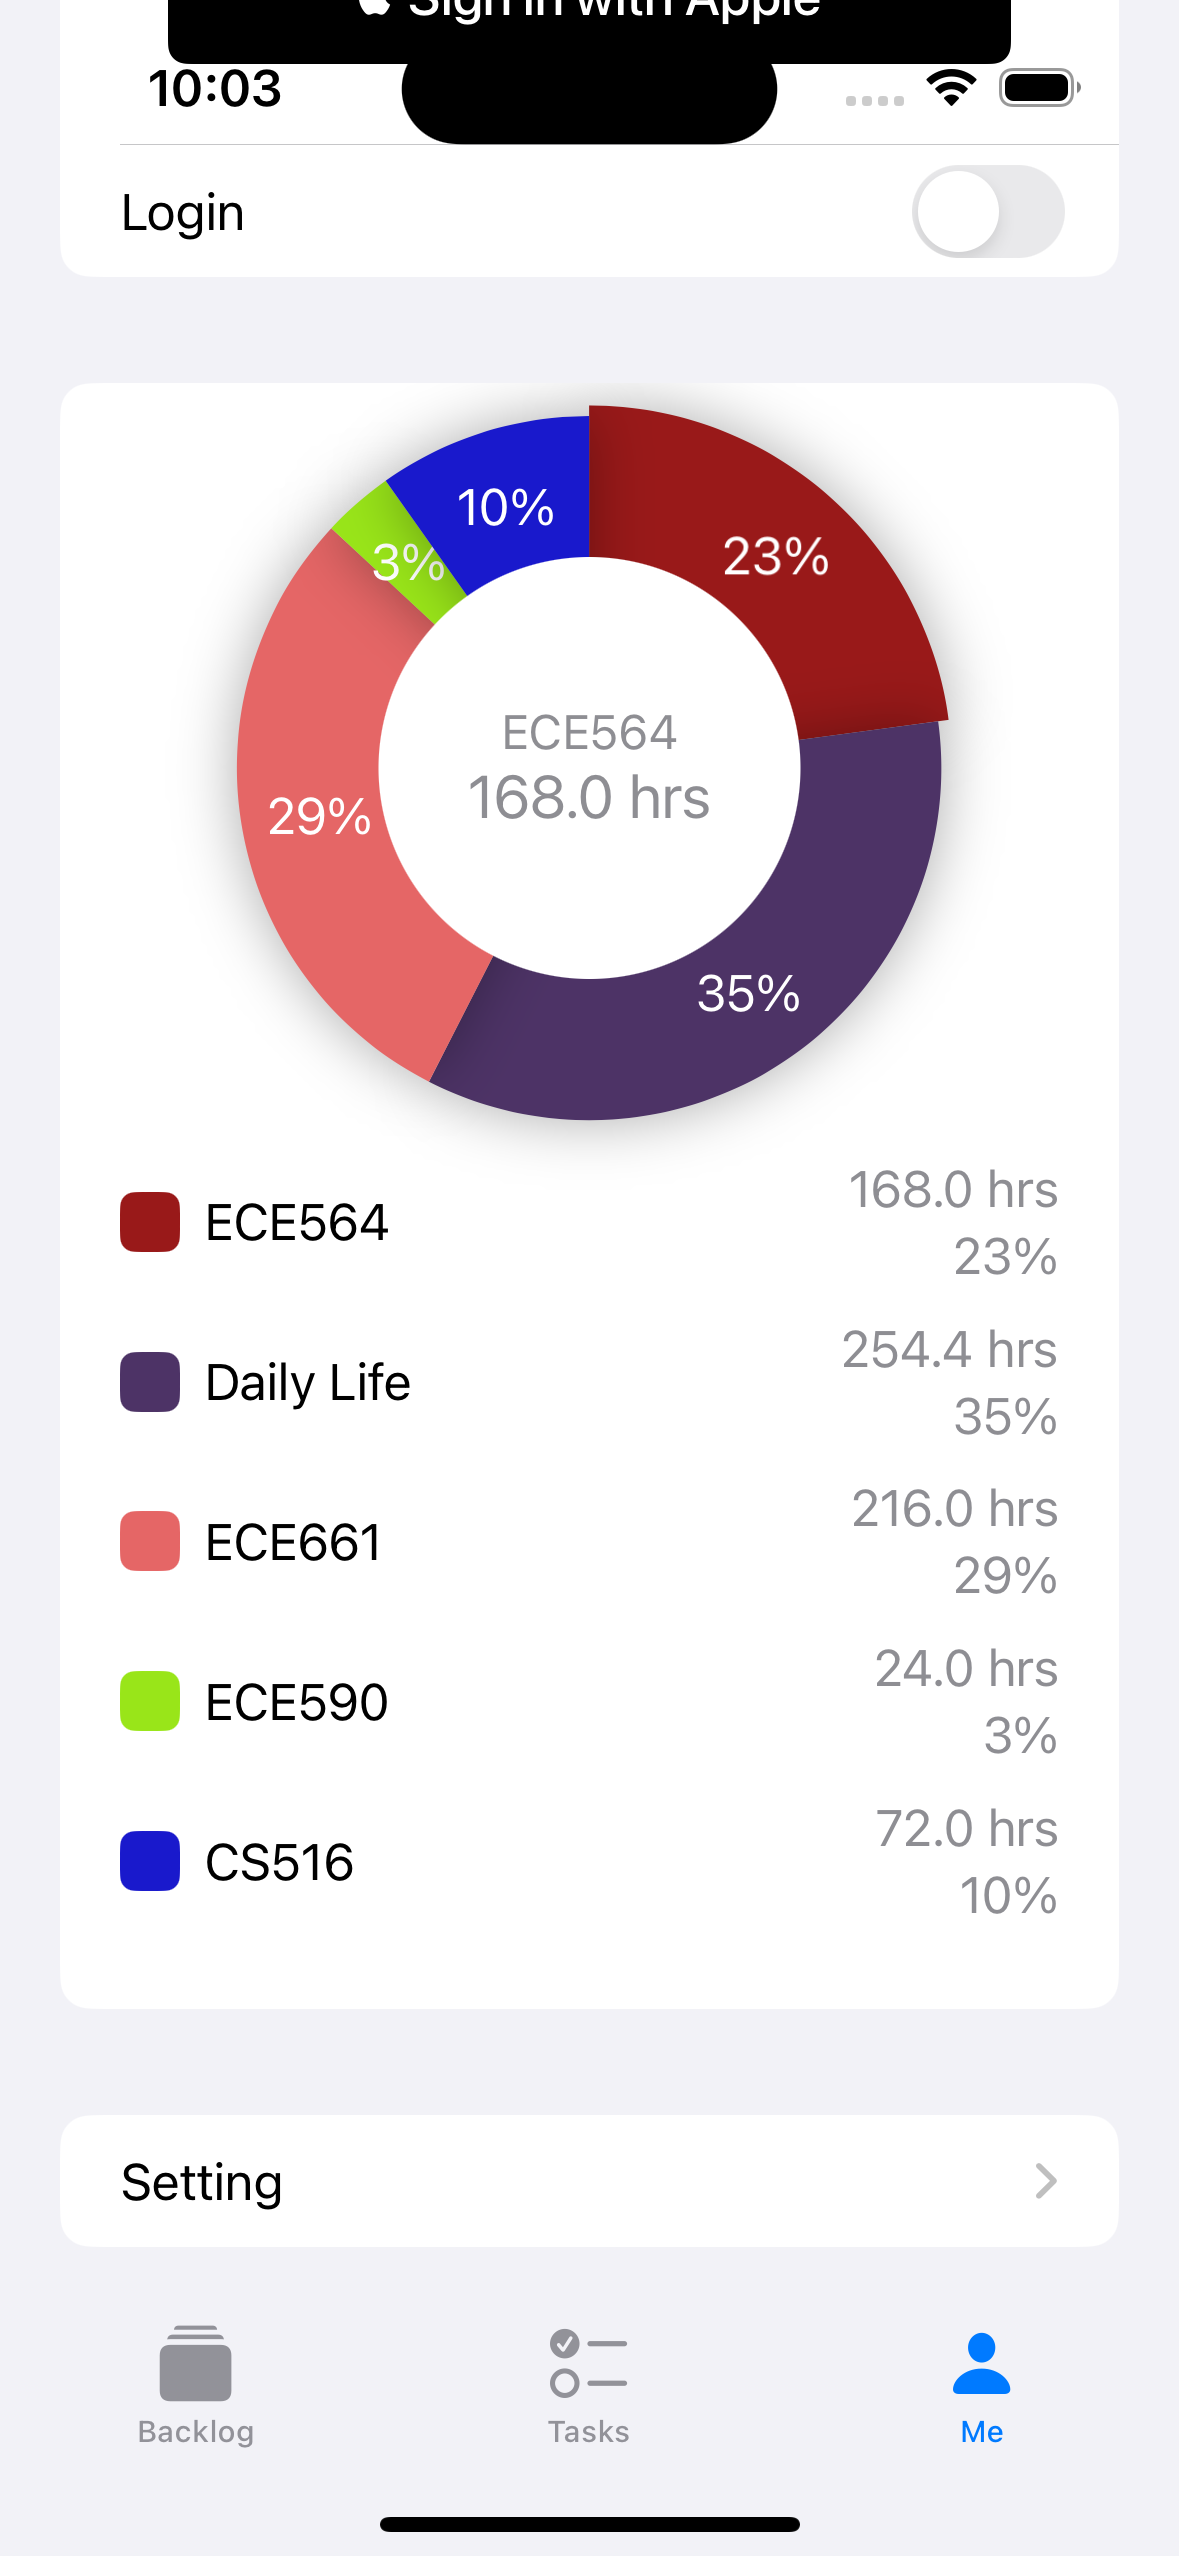 Sign in with Apple
10:03
Login
10%
23%
3%
ECE564
168.0 hrs
29%
35%
ECE564
168.0 hrs
23%
Daily Life
254.4 hrs
35%
ECE661
216.0 hrs
29%
ECE590
24.0 hrs
3%
CS516
72.0 hrs
10%
Setting
Backlog
Tasks
Me